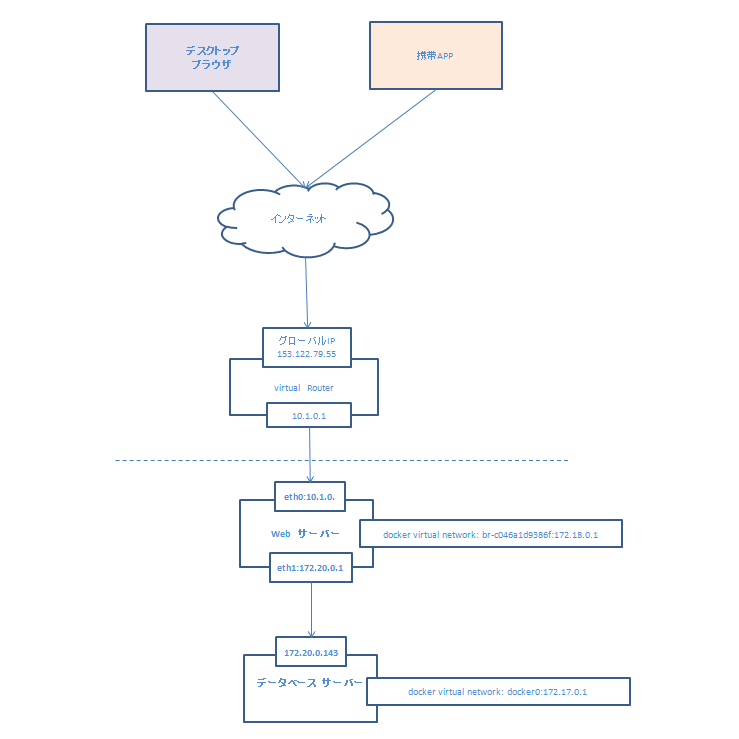 デスクトップ
ブラウザ
携帯APP
インターネット
グローバルIP
153.122.79.55
virtual Router
10.1.0.1
eth0:10.1.0.
Web サーバー
docker virtual network: br-c046a1d9386f:172.18.0.1
eth1:172.20.0.1
172.20.0.143
データベース サーバー
docker virtual network: docker0:172.17.0.1